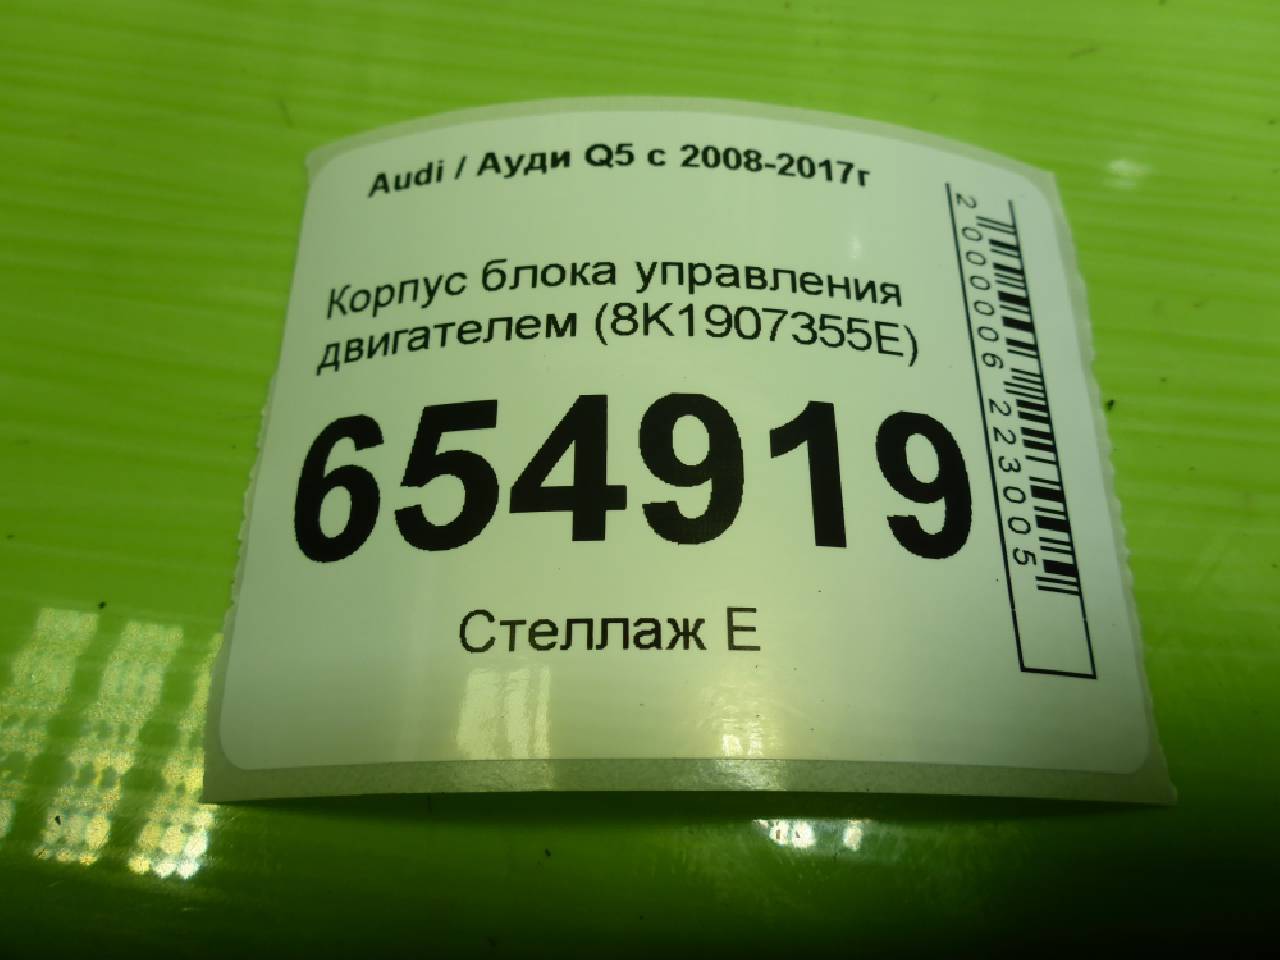 Audi / Ауди Q5 с 2008-2017г
Корпус блока управления
двигателем (8K1907355E)
654919
Стеллаж Е
2000006223005